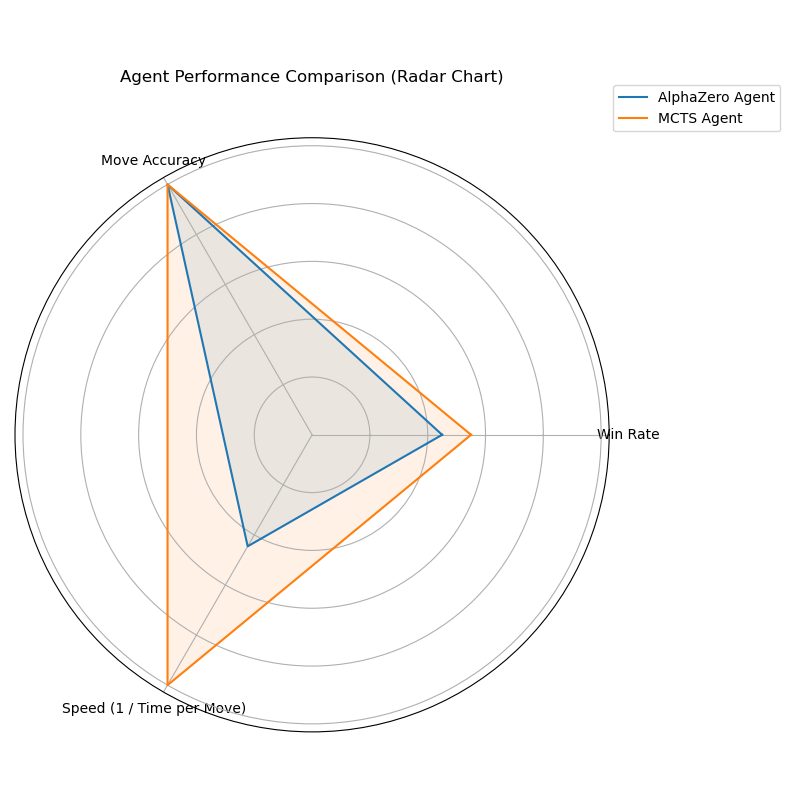 Agent Performance Comparison (Radar Chart)
AlphaZero Agent
MCTS Agent
Move Accuracy
Win Rate
Speed (1 / Time per Move)